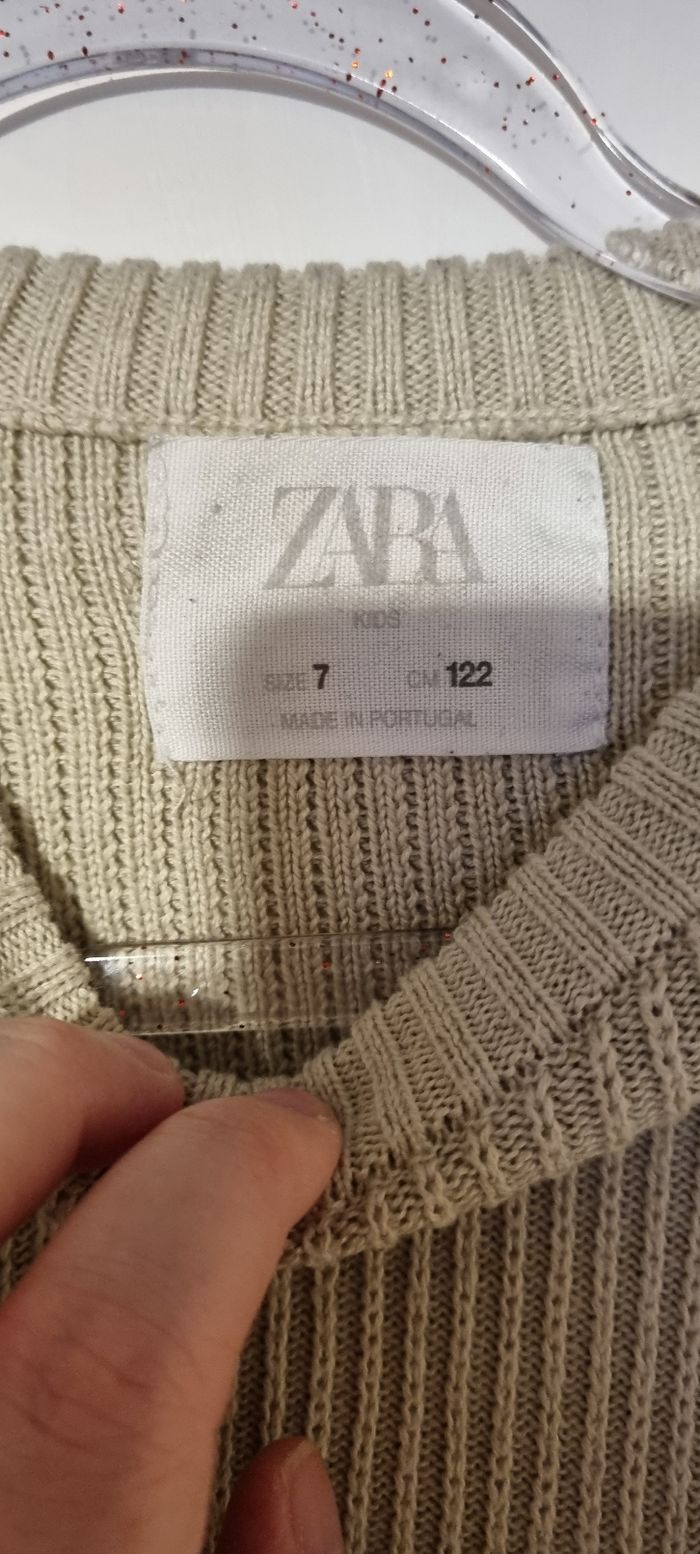 ZARA
KIDS
SIZE 7 CM 122
MADE IN PORTUGAL